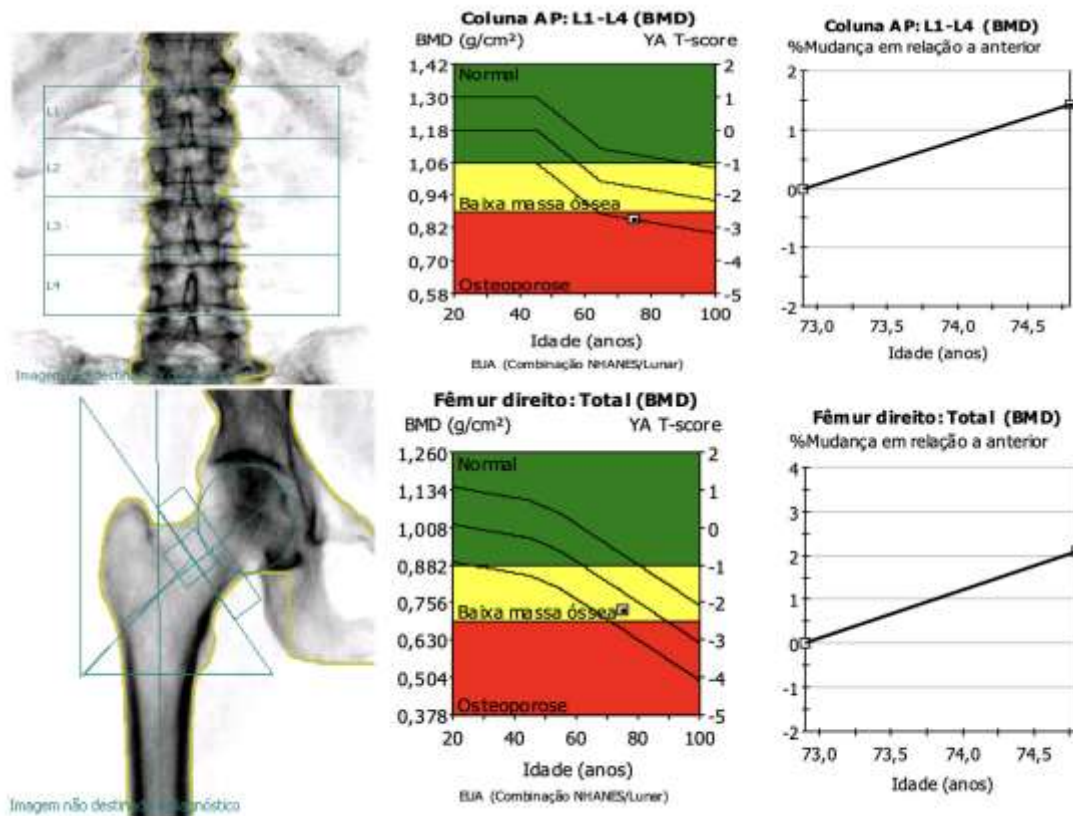 L1
L2
L3
L4
Imagem não destin
Coluna AP: L1-L4 (BMD)
BMD (g/cm²) YA T-score
1,42 2
Normal
1,30 1
1,18 0
1,06 -1
0,94 -2
Baixa massa óssea
0,82 -3
0,70 -4
Osteoporose
0,58 -5
20 40 60 80 100
Idade (anos)
EUA (Combinação NHANES/Lunar)
Coluna AP: L1-L4 (BMD)
%Mudança em relação a anterior
2
1
0
-1
-2
73,0 73,5 74,0 74,5
Idade (anos)
Imagem não destin gnóstico
Fêmur direito: Total (BMD)
BMD (g/cm²) YA T-score
1,260 2
Normal
1,134 1
1,008 0
0,882 -1
0,756 -2
Baixa massa óssea
0,630 -3
0,504 -4
Osteoporose
0,378 -5
20 40 60 80 100
Idade (anos)
EUA (Combinação NHANES/Lunar)
Fêmur direito: Total (BMD)
%Mudança em relação a anterior
4
3
2
1
0
-1
-2
73,0 73,5 74,0 74,5
Idade (anos)